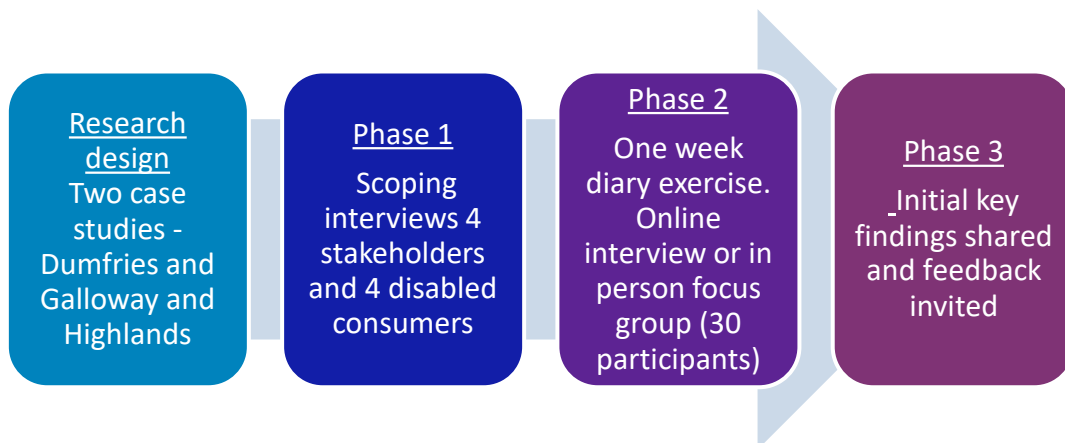 Research
design
Two case
studies -
Dumfries and
Galloway and
Highlands
Phase 1
Scoping
interviews 4
stakeholders
and 4 disabled
consumers
Phase 2
One week
diary exercise.
Online
interview or in
person focus
group (30
participants)
Phase 3
Initial key
findings shared
and feedback
invited